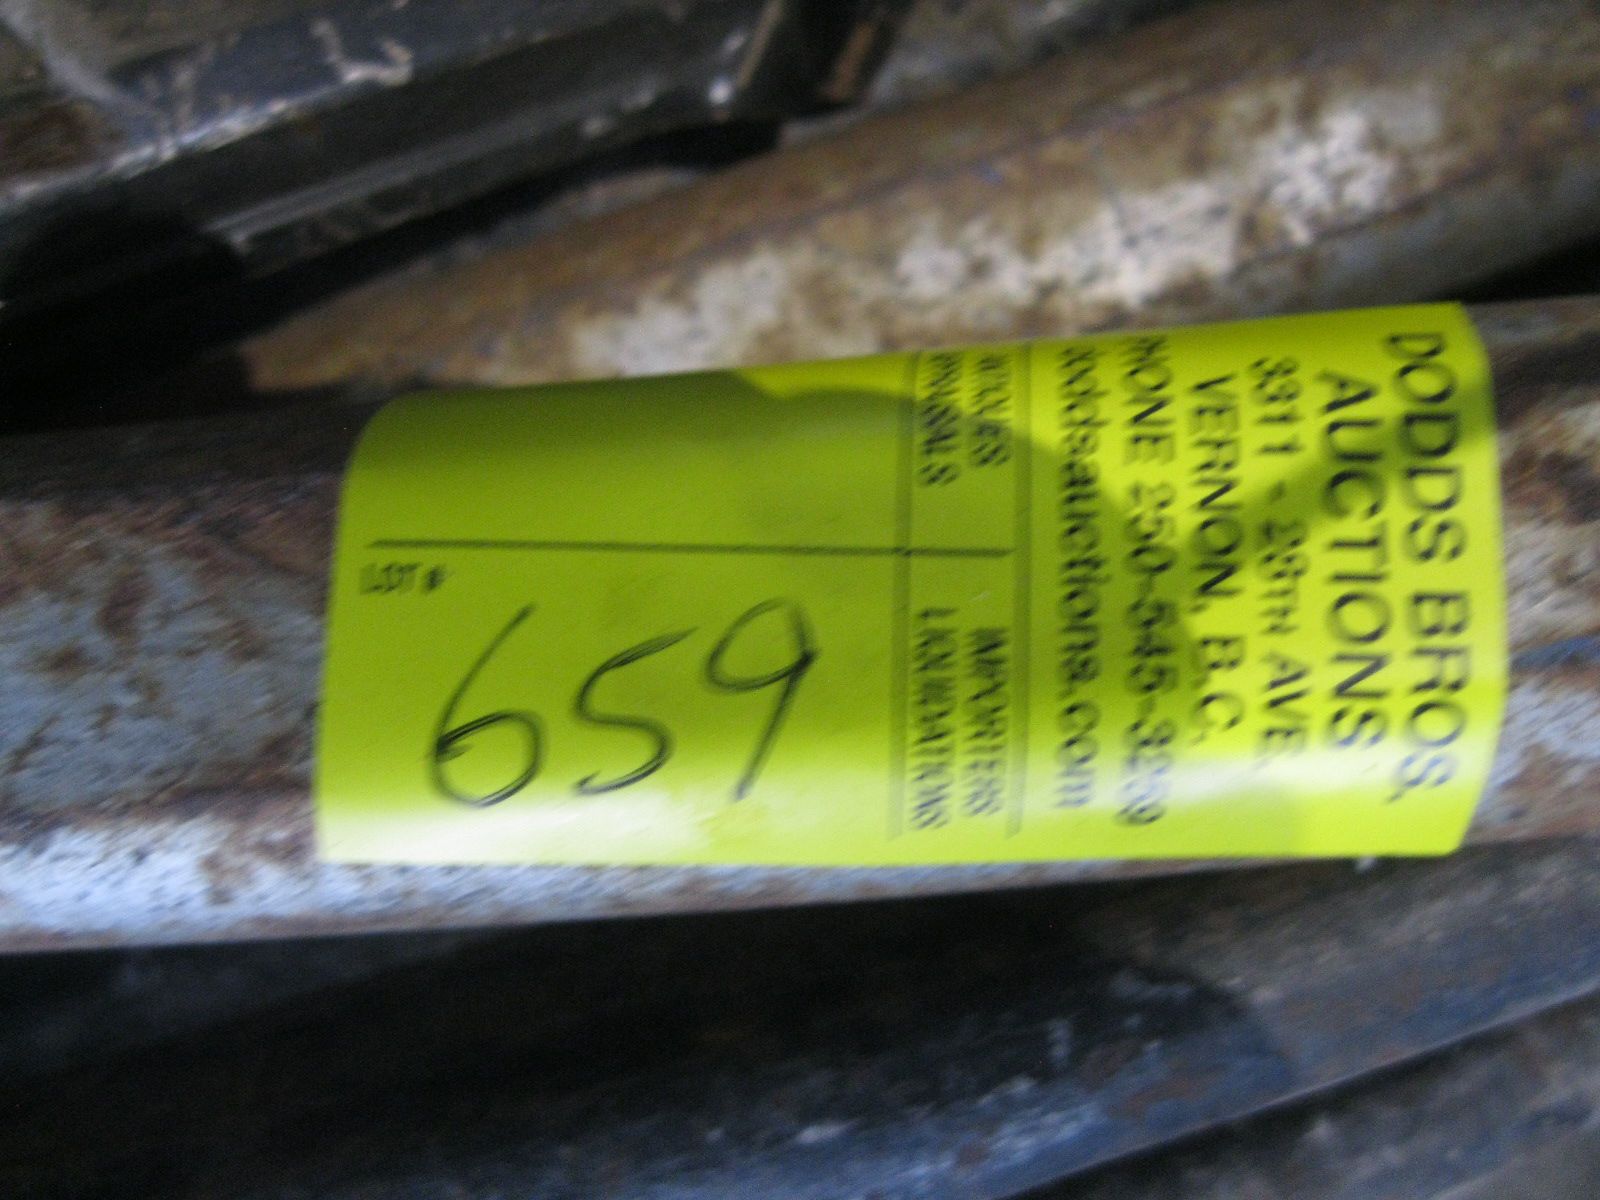 DODDS BROS.
AUCTIONS
3311 - 28TH AVE.
VERNON, B.C.
PHONE 250-545-3259
doddsauctions.com
LOT #
659